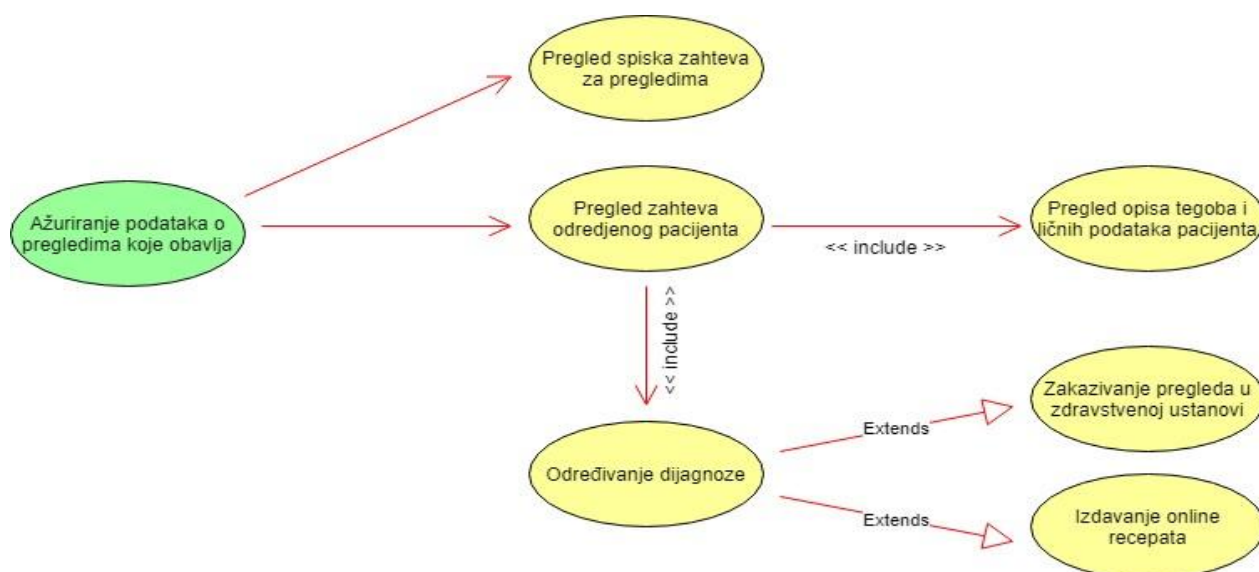 Pregled spiska zahteva
za pregledima
Ažuriranje podataka o
pregledima koje obavlja
Pregled zahteva
odredjenog pacijenta
<< include >>
Pregled opisa tegoba i
ličnih podataka pacijenta
<< include >>
Određivanje dijagnoze
Extends
Zakazivanje pregleda u
zdravstvenoj ustanovi
Extends
Izdavanje online
recepata